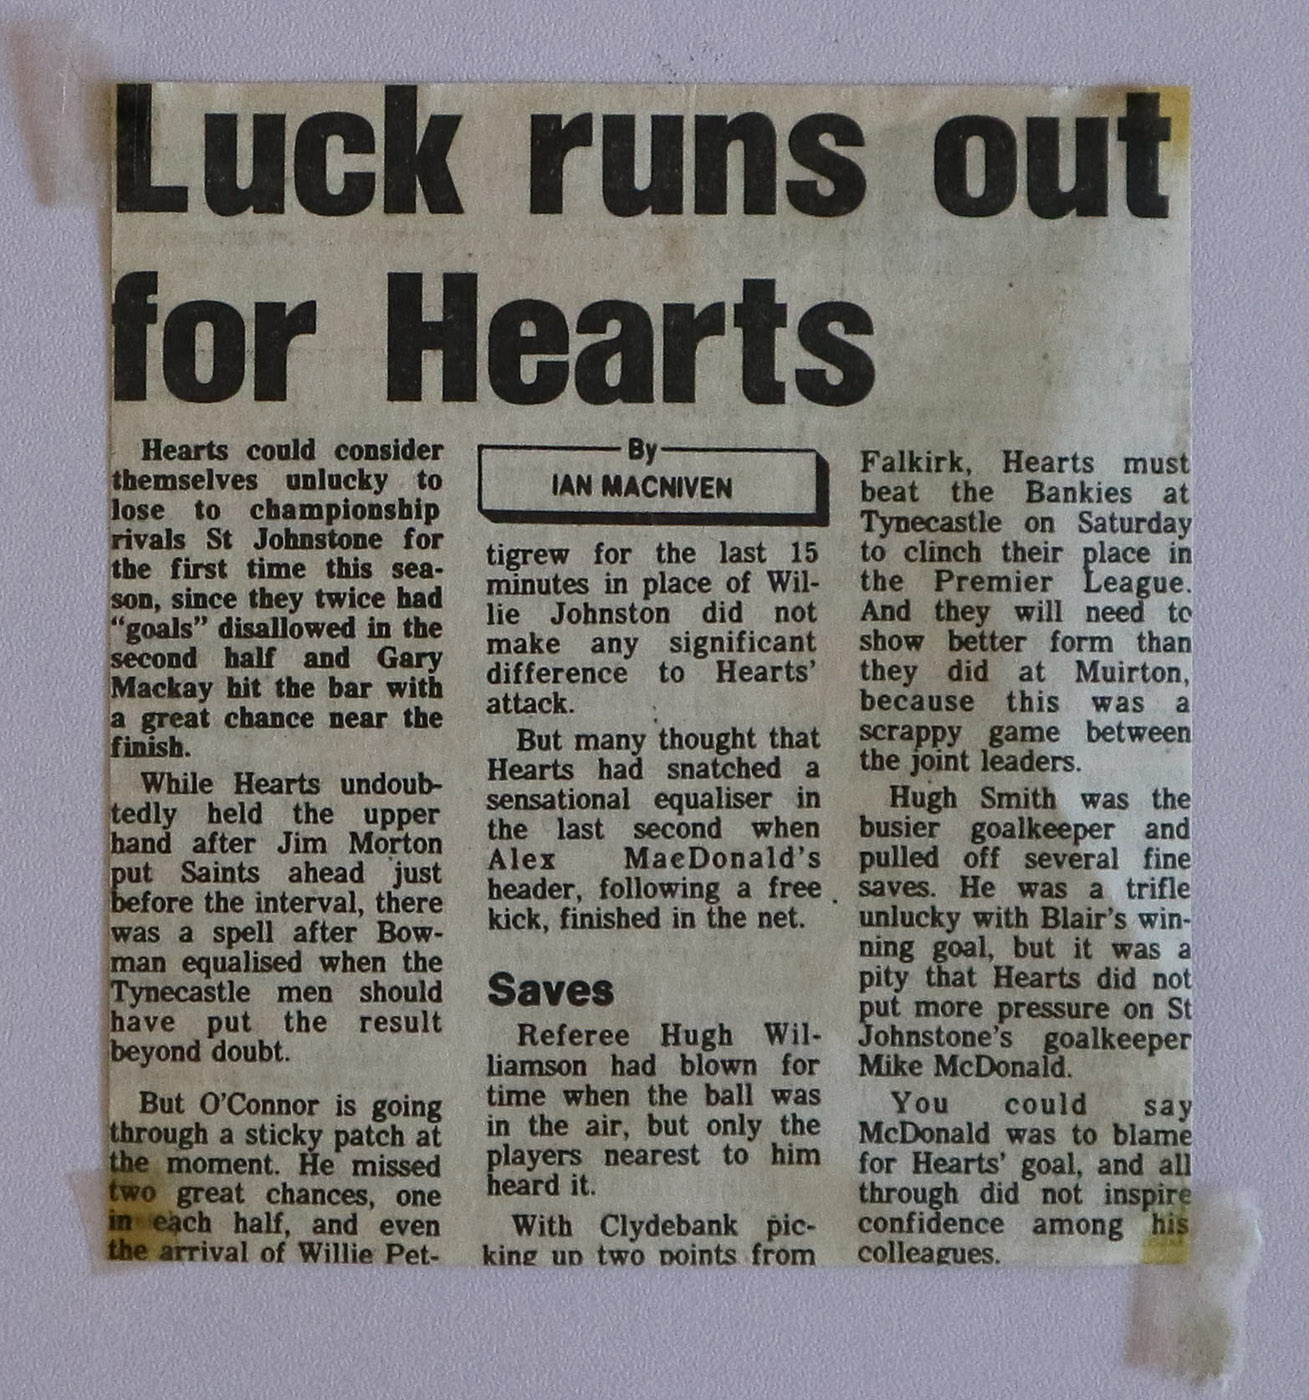 Luck runs out
for Hearts
Hearts could consider
themselves unlucky to
lose to championship
rivals St Johnstone for
the first time this sea-
son, since they twice had
“goals” disallowed in the
second half and Gary
Mackay hit the bar with
a great chance near the
finish.
While Hearts undoub-
tedly held the upper
hand after Jim Morton
put Saints ahead just
before the interval, there
was a spell after Bow-
man equalised when the
Tynecastle men should
have put the result
beyond doubt.
But O’Connor is going
through a sticky patch at
the moment. He missed
two great chances, one
in each half, and even
the arrival of Willie Pet-
By
IAN MACNIVEN
tigrew for the last 15
minutes in place of Wil-
lie Johnston did not
make any significant
difference to Hearts’
attack.
But many thought that
Hearts had snatched a
sensational equaliser in
the last second when
Alex MacDonald’s
header, following a free
kick, finished in the net.
Saves
Referee Hugh Wil-
liamson had blown for
time when the ball was
in the air, but only the
players nearest to him
heard it.
With Clydebank pic-
king up two points from
Falkirk, Hearts must
beat the Bankies at
Tynecastle on Saturday
to clinch their place in
the Premier League.
And they will need to
show better form than
they did at Muirton,
because this was a
scrappy game between
the joint leaders.
Hugh Smith was the
busier goalkeeper and
pulled off several fine
saves. He was a trifle
unlucky with Blair’s win-
ning goal, but it was a
pity that Hearts did not
put more pressure on St
Johnstone’s goalkeeper
Mike McDonald.
You could say
McDonald was to blame
for Hearts’ goal, and all
through did not inspire
confidence among his
colleagues.